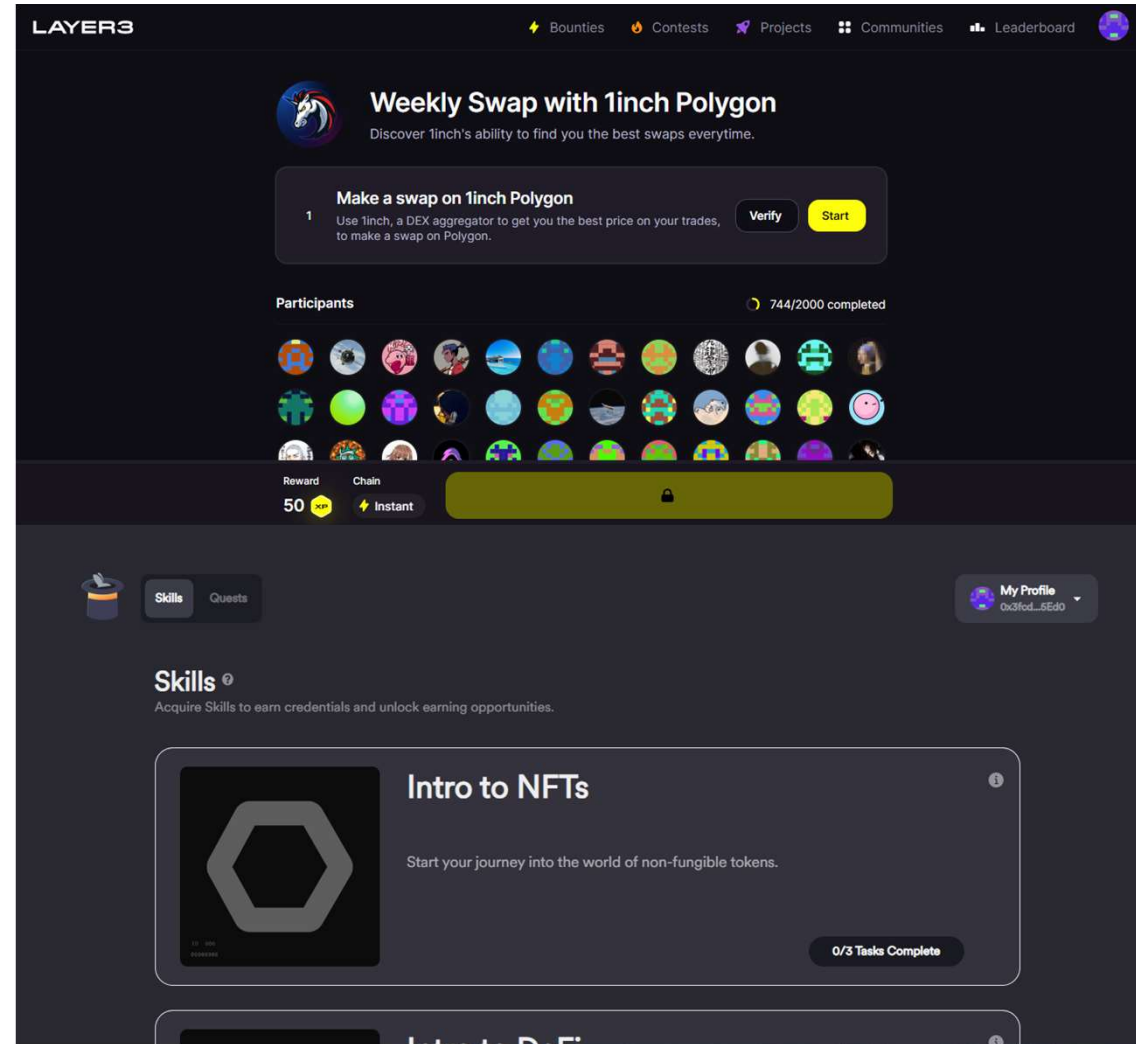 LAYER3
Bounties Contests Projects Communities Leaderboard
Weekly Swap with 1inch Polygon
Discover 1inch's ability to find you the best swaps everytime.
1
Make a swap on 1inch Polygon
Use 1inch, a DEX aggregator to get you the best price on your trades,
to make a swap on Polygon.
Verify
Start
Participants
744/2000 completed
Reward
Chain
50 XP
Instant
Skills
Quests
My Profile
0x3fcd...5Ed0
Skills
Acquire Skills to earn credentials and unlock earning opportunities.
Intro to NFTs
Start your journey into the world of non-fungible tokens.
0/3 Tasks Complete
Intro to DeFi